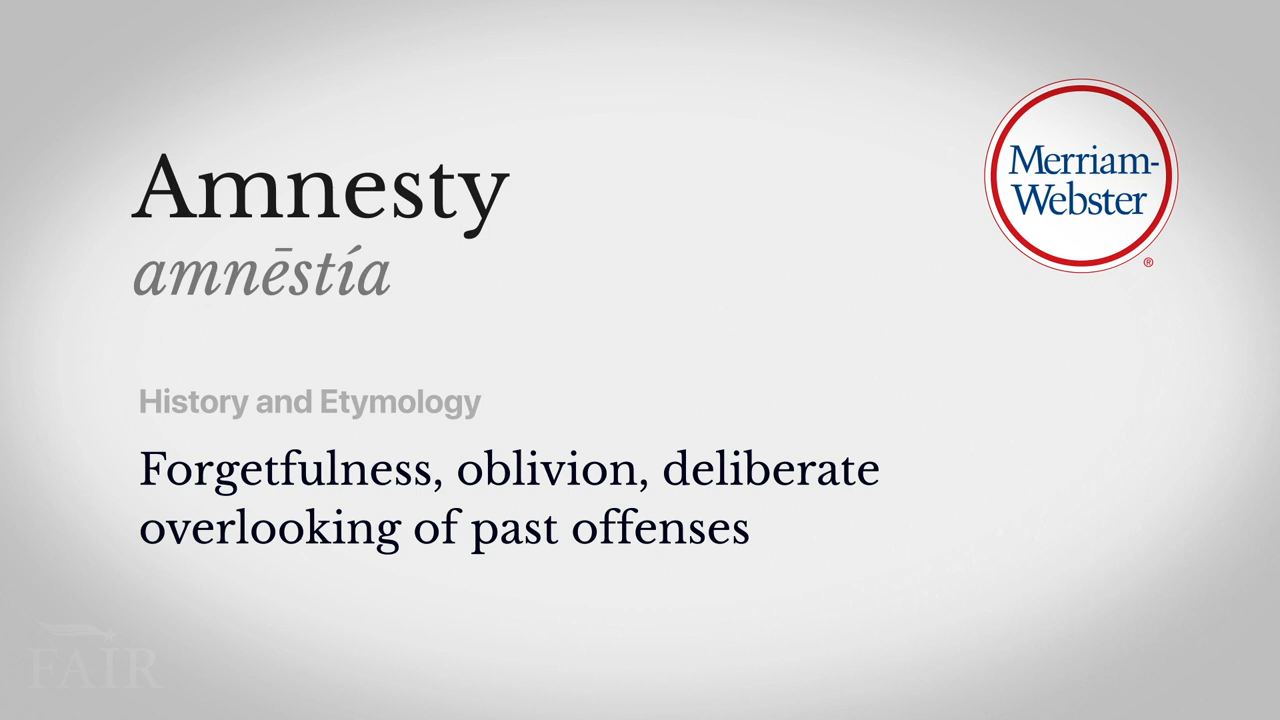 Amnesty
amnēstía
Merriam-
Webster
®
History and Etymology
Forgetfulness, oblivion, deliberate
overlooking of past offenses
FAIR